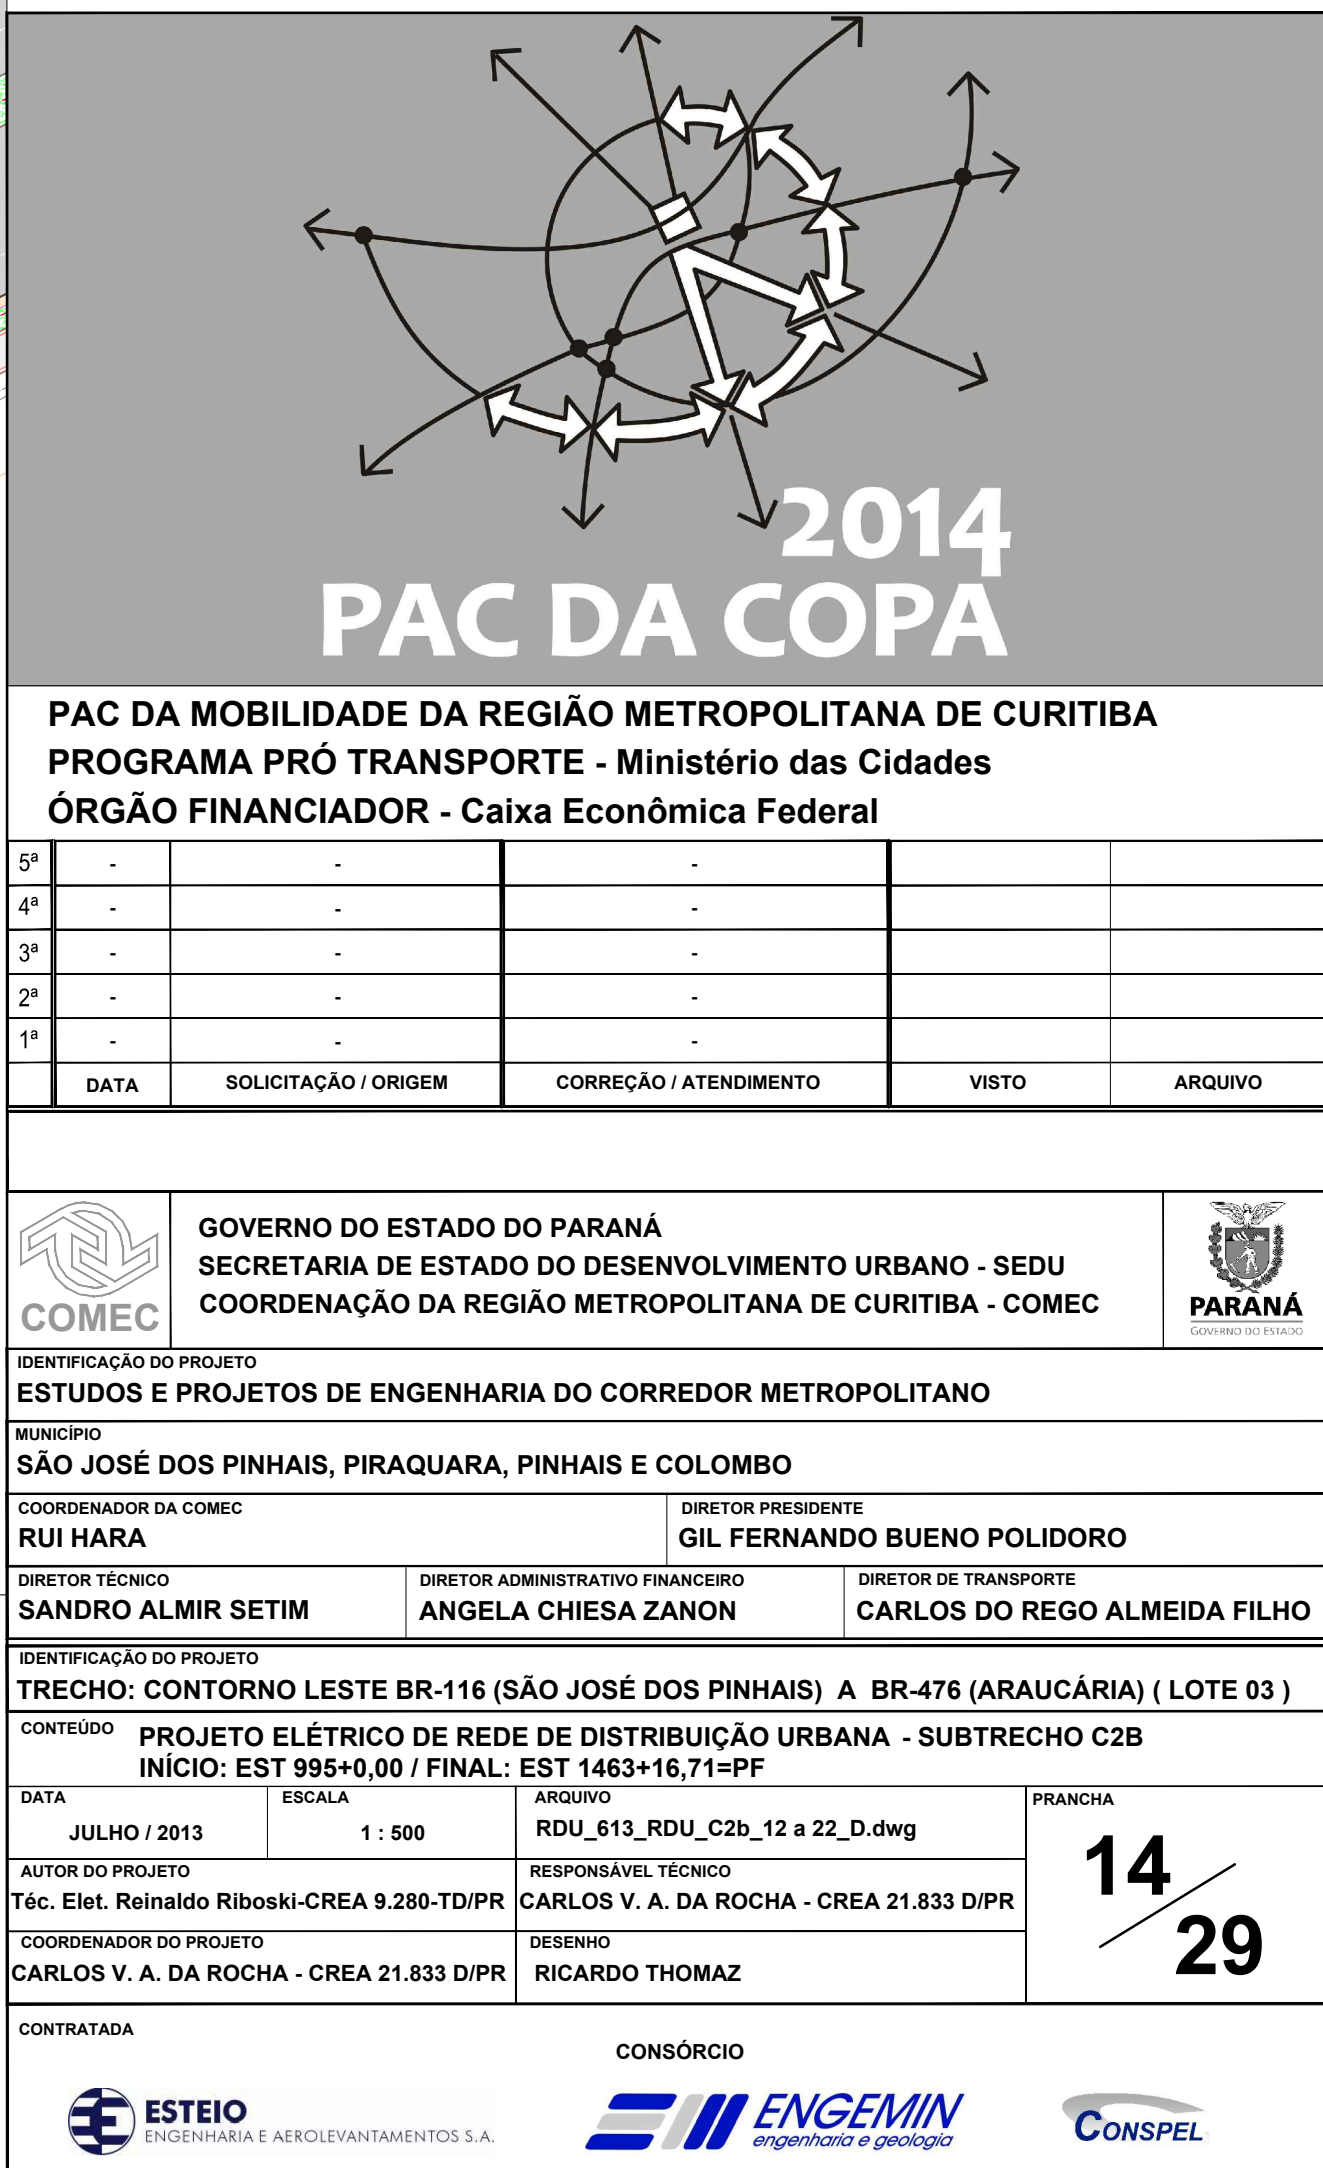 2014
PAC DA COPA
PAC DA MOBILIDADE DA REGIÃO METROPOLITANA DE CURITIBA
PROGRAMA PRÓ TRANSPORTE - Ministério das Cidades
ÓRGÃO FINANCIADOR - Caixa Econômica Federal
5ª - - -
4ª - - -
3ª - - -
2ª - - -
1ª - - -
DATA SOLICITAÇÃO / ORIGEM CORREÇÃO / ATENDIMENTO VISTO ARQUIVO
COMEC
GOVERNO DO ESTADO DO PARANÁ
SECRETARIA DE ESTADO DO DESENVOLVIMENTO URBANO - SEDU
COORDENAÇÃO DA REGIÃO METROPOLITANA DE CURITIBA - COMEC
PARANÁ
GOVERNO DO ESTADO
IDENTIFICAÇÃO DO PROJETO
ESTUDOS E PROJETOS DE ENGENHARIA DO CORREDOR METROPOLITANO
MUNICÍPIO
SÃO JOSÉ DOS PINHAIS, PIRAQUARA, PINHAIS E COLOMBO
COORDENADOR DA COMEC
RUI HARA
DIRETOR PRESIDENTE
GIL FERNANDO BUENO POLIDORO
DIRETOR TÉCNICO
SANDRO ALMIR SETIM
DIRETOR ADMINISTRATIVO FINANCEIRO
ANGELA CHIESA ZANON
DIRETOR DE TRANSPORTE
CARLOS DO REGO ALMEIDA FILHO
IDENTIFICAÇÃO DO PROJETO
TRECHO: CONTORNO LESTE BR-116 (SÃO JOSÉ DOS PINHAIS) A BR-476 (ARAUCÁRIA) ( LOTE 03 )
CONTEÚDO
PROJETO ELÉTRICO DE REDE DE DISTRIBUIÇÃO URBANA - SUBTRECHO C2B
INÍCIO: EST 995+0,00 / FINAL: EST 1463+16,71=PF
DATA
JULHO / 2013
ESCALA
1 : 500
ARQUIVO
RDU_613_RDU_C2b_12 a 22_D.dwg
PRANCHA
14
29
AUTOR DO PROJETO
Téc. Elet. Reinaldo Riboski-CREA 9.280-TD/PR
RESPONSÁVEL TÉCNICO
CARLOS V. A. DA ROCHA - CREA 21.833 D/PR
COORDENADOR DO PROJETO
CARLOS V. A. DA ROCHA - CREA 21.833 D/PR
DESENHO
RICARDO THOMAZ
CONTRATADA
CONSÓRCIO
ESTEIO
ENGENHARIA E AEROLEVANTAMENTOS S.A.
ENGEMIN
engenharia e geologia
CONSPEL